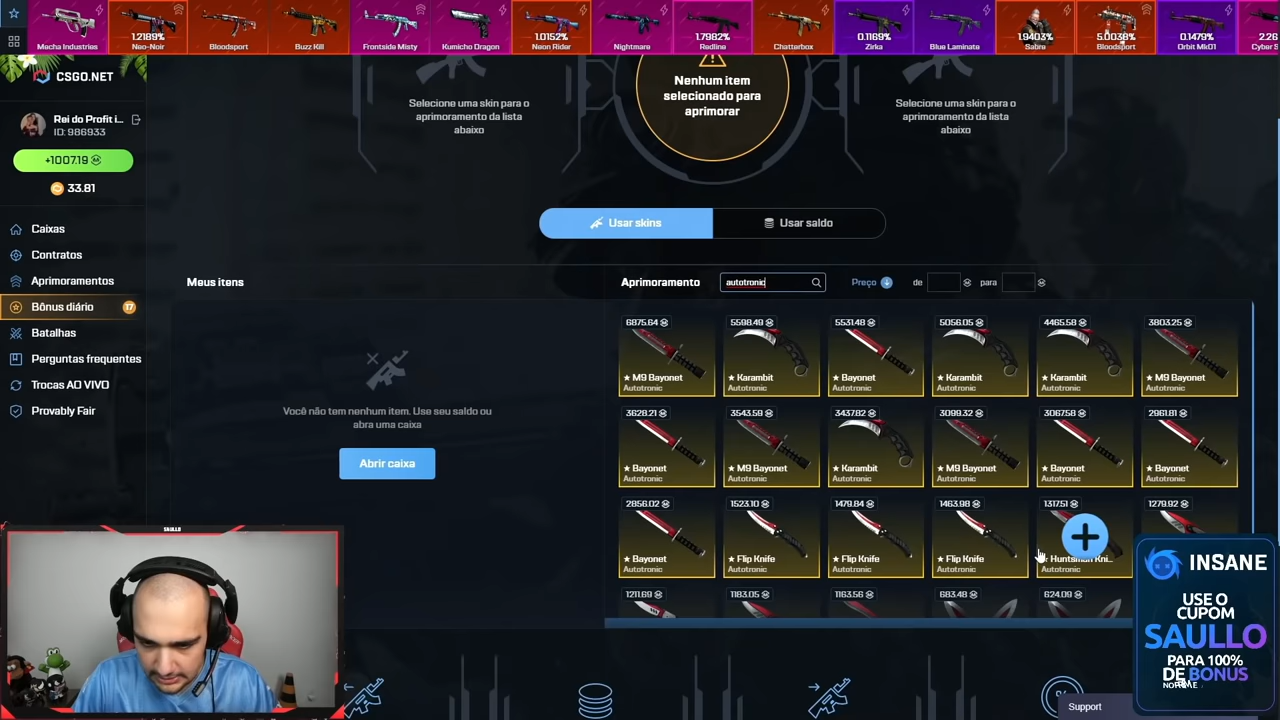 Mecha Industries
1.2189%
Neo-Noir
Bloodsport
Buzz Kill
Frontside Misty
Kumicho Dragon
1.0152%
Neon Rider
Nightmare
1.7982%
Redline
Chatterbox
0.1169%
Zirka
Blue Laminate
1.9403%
Sabre
5.0036%
Bloodsport
0.1479%
Orbit Mk01
2.26
Cyber S
CSGO.NET
Rei do Profit i...
ID: 986933
+1007.19
33.81
Caixas
Contratos
Aprimoramentos
Bônus diário
17
Batalhas
Perguntas frequentes
Trocas AO VIVO
Provably Fair
Selecione uma skin para o
aprimoramento da lista
abaixo
Nenhum item
selecionado para
aprimorar
Selecione uma skin para o
aprimoramento da lista
abaixo
Usar skins
Usar saldo
Meus itens
Você não tem nenhum item. Use seu saldo ou
abra uma caixa
Abrir caixa
Aprimoramento
autotronic
Preço
de
para
6875.64
★ M9 Bayonet
Autotronic
5598.49
★ Karambit
Autotronic
5531.48
★ Bayonet
Autotronic
5056.05
★ Karambit
Autotronic
4465.58
★ Karambit
Autotronic
3803.25
★ M9 Bayonet
Autotronic
3628.21
★ Bayonet
Autotronic
3543.59
★ M9 Bayonet
Autotronic
3437.82
★ Karambit
Autotronic
3099.32
★ M9 Bayonet
Autotronic
3067.58
★ Bayonet
Autotronic
2961.81
★ Bayonet
Autotronic
2856.02
★ Bayonet
Autotronic
1523.10
★ Flip Knife
Autotronic
1479.84
★ Flip Knife
Autotronic
1463.98
★ Flip Knife
Autotronic
1317.51
Huntsman Kni...
Autotronic
1279.92
1211.69
1183.05
1163.56
683.48
624.09
SAULLO
INSANE
USE O
CUPOM
SAULLO
PARA 100%
DE BONUS
Support